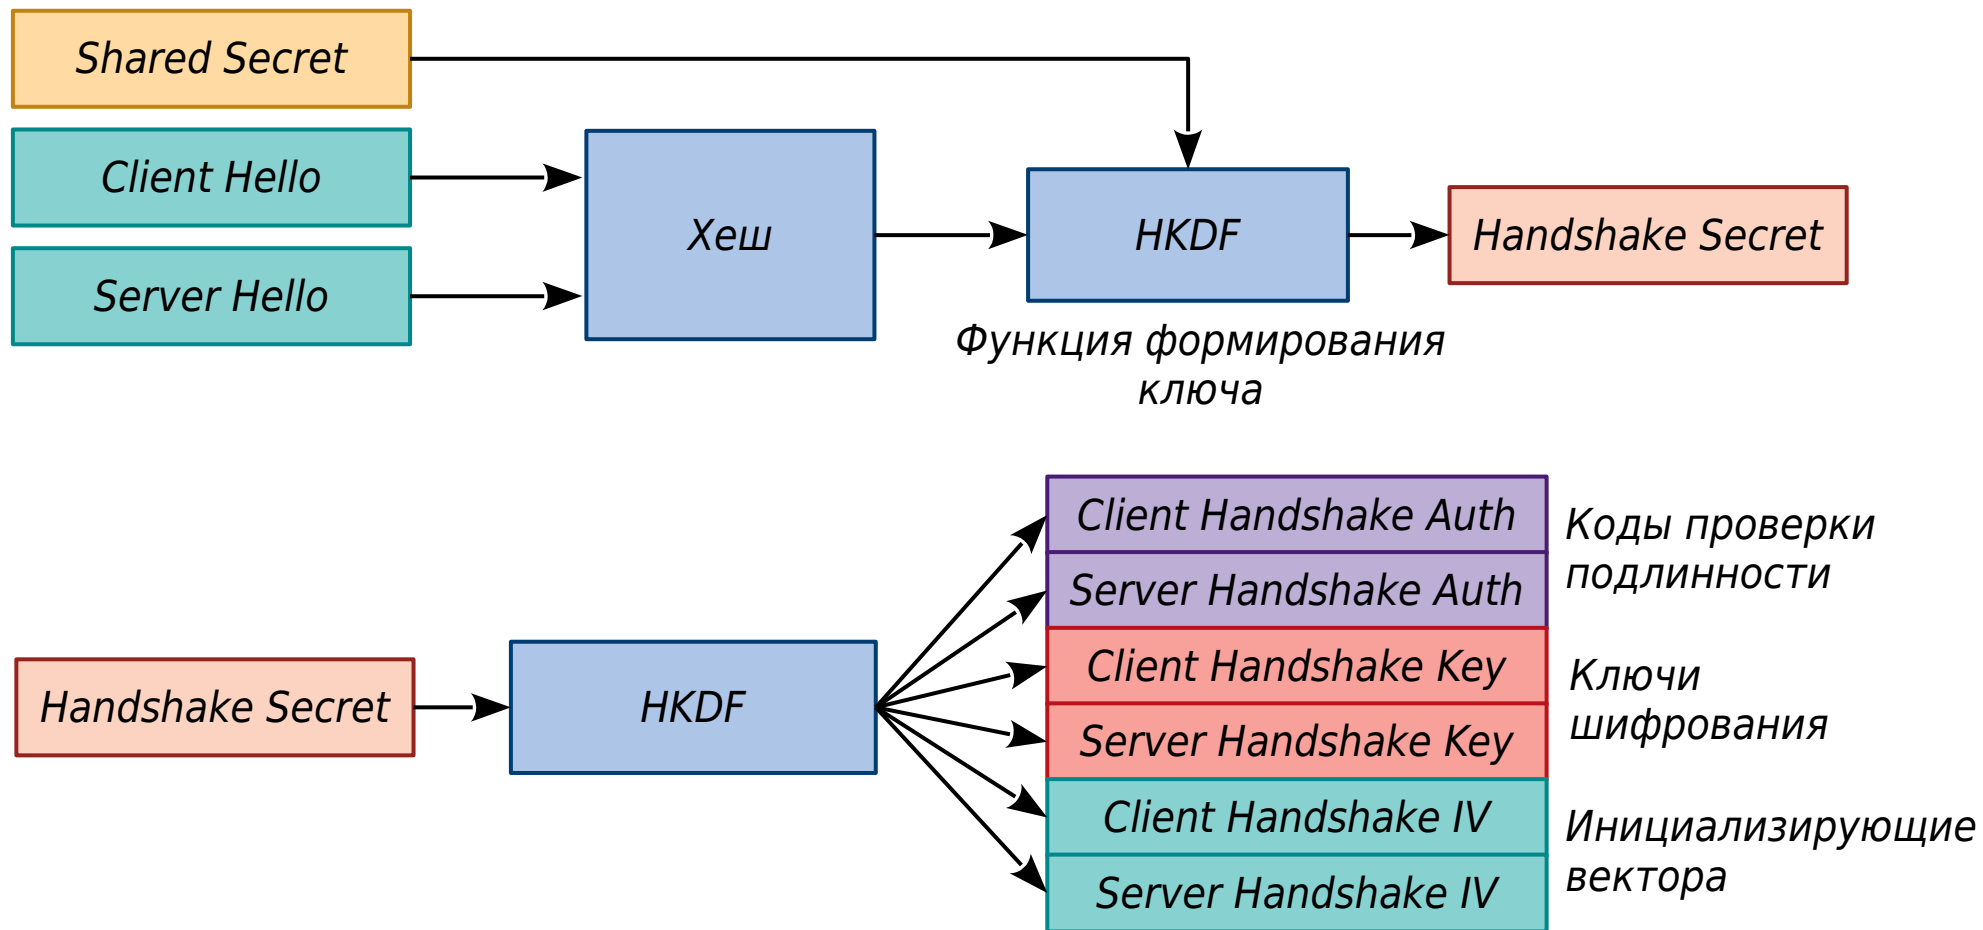 Shared Secret
Client Hello
Server Hello
Хеш
HKDF
Handshake Secret
Функция формирования
ключа
Handshake Secret
HKDF
Client Handshake Auth
Server Handshake Auth
Client Handshake Key
Server Handshake Key
Client Handshake IV
Server Handshake IV
Коды проверки
подлинности
Ключи
шифрования
Инициализирующие
вектора